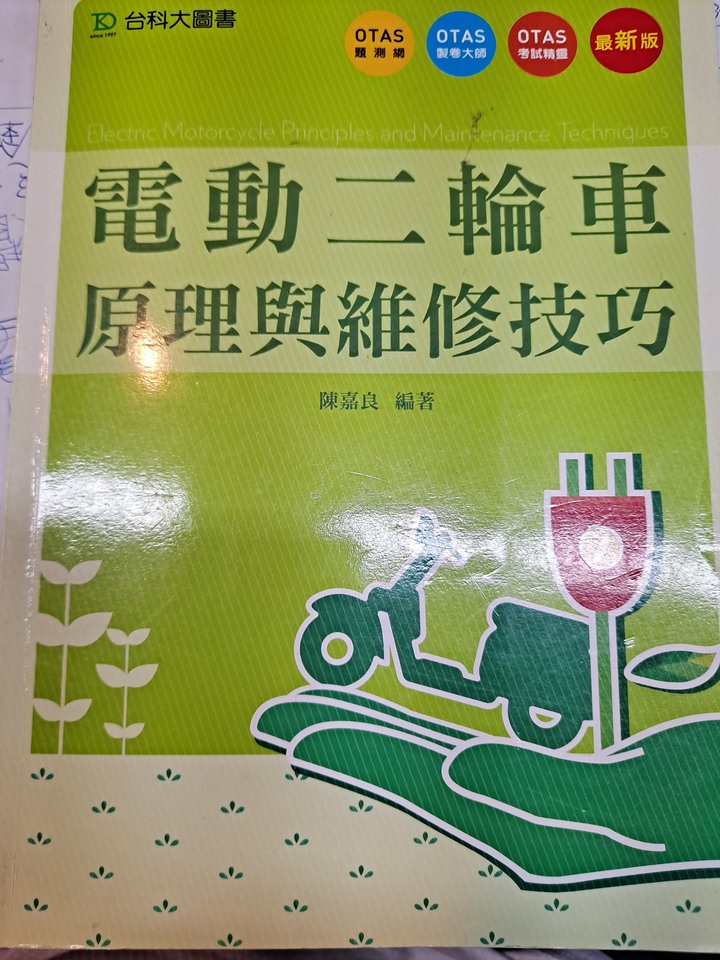 台科大圖書
since 1997
OTAS
題測網
OTAS
製卷大師
OTAS
考試精靈
最新版
Electric Motorcycle Principles and Maintenance Techniques
電動二輪車
原理與維修技巧
陳嘉良 編著